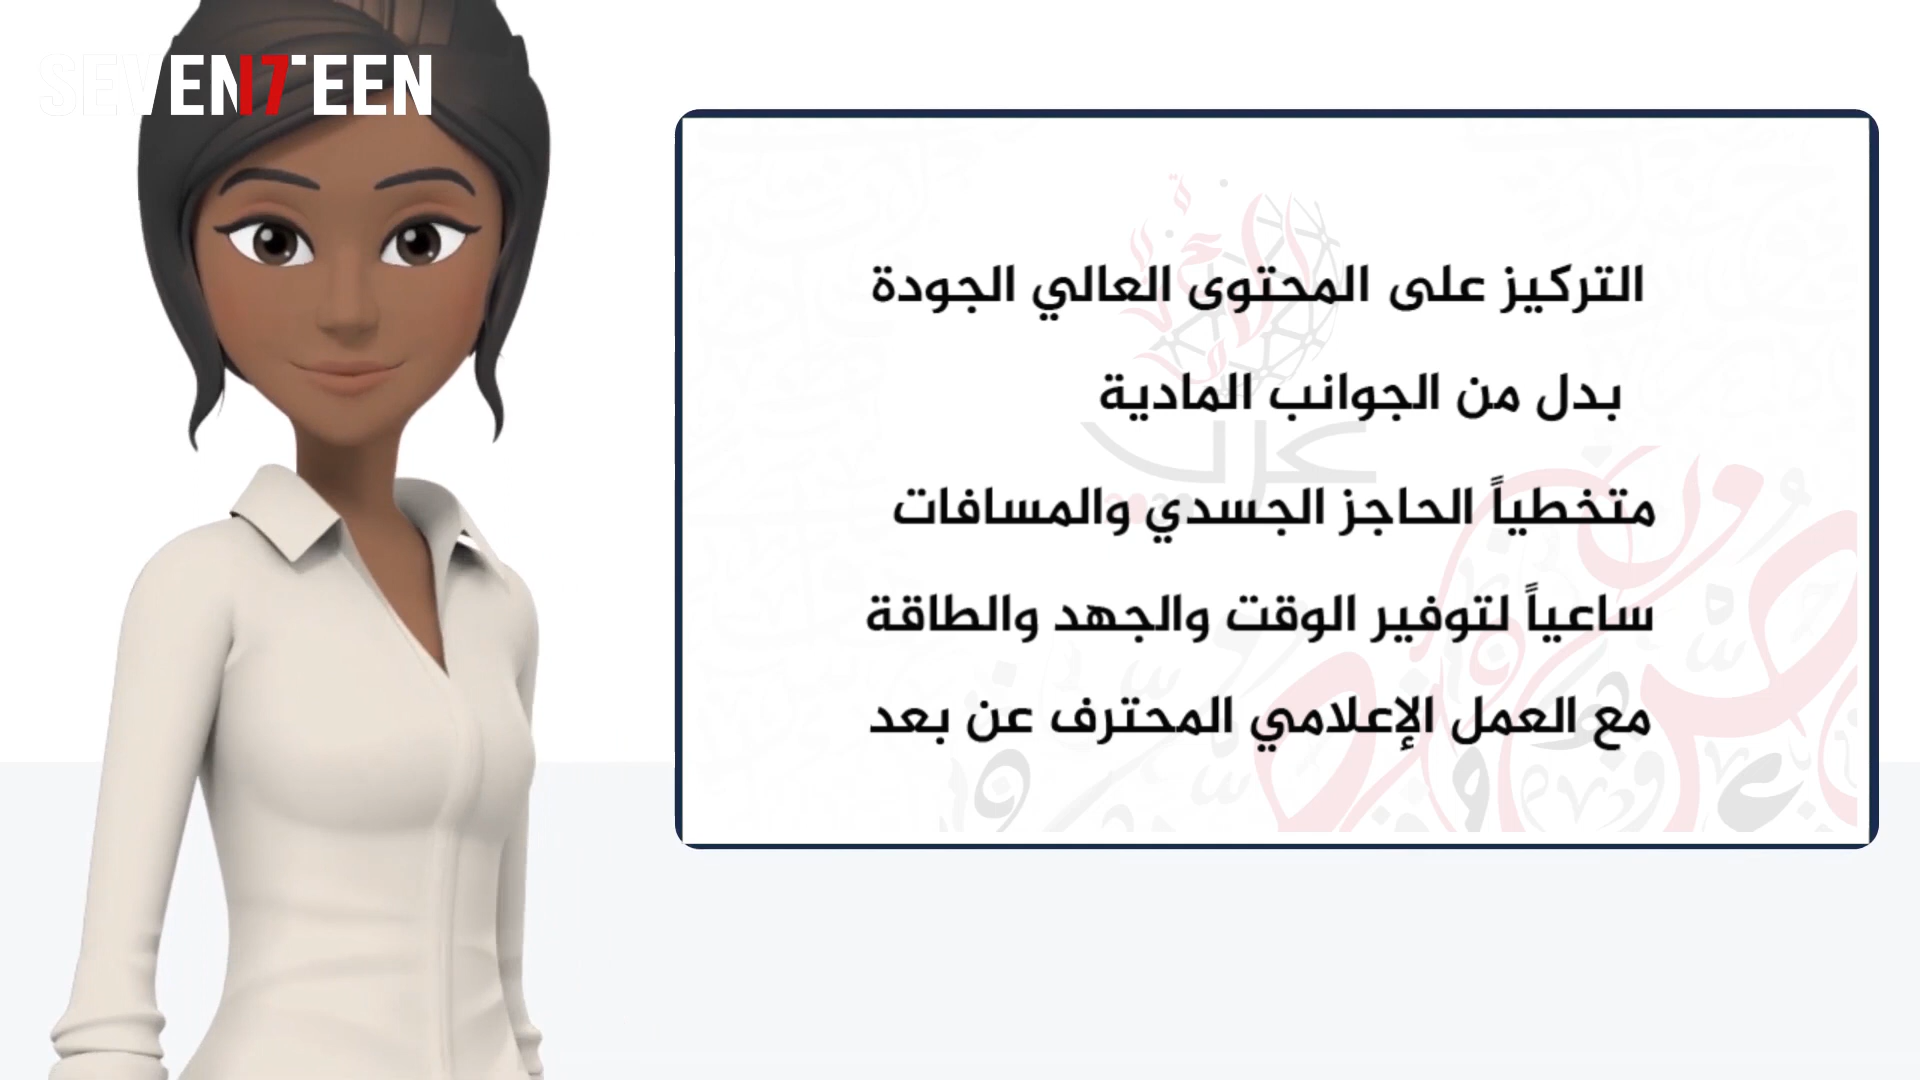 SEVEN17EEN
التركيز على المحتوى العالي الجودة
بدل من الجوانب المادية
متخطياً الحاجز الجسدي والمسافات
ساعياً لتوفير الوقت والجهد والطاقة
مع العمل الإعلامي المحترف عن بعد